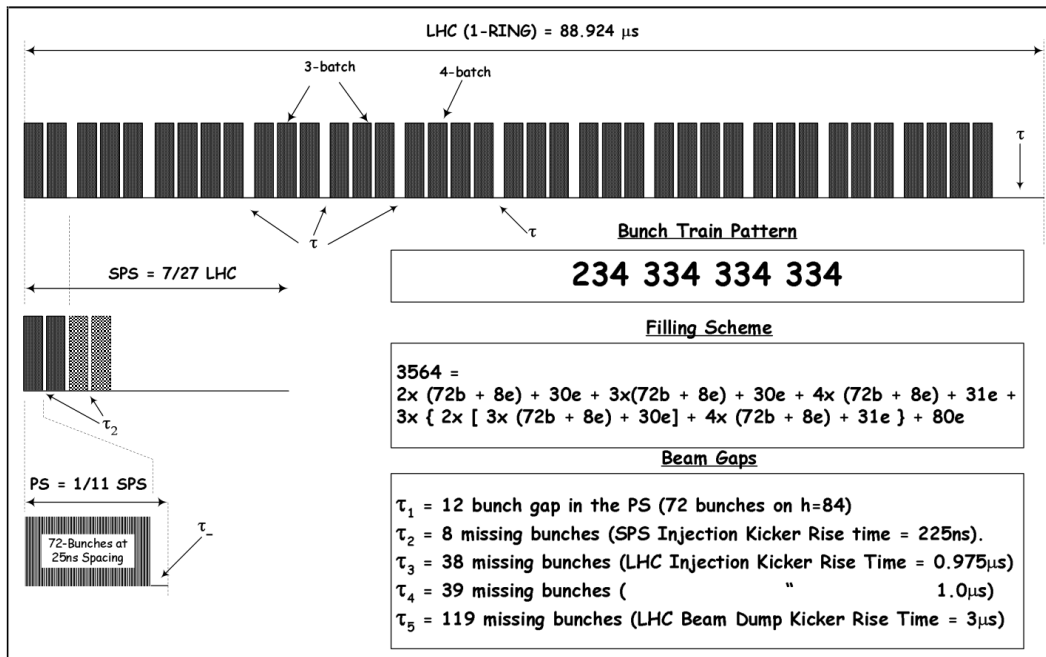 LHC (1-RING) = 88.924 μs
3-batch
4-batch
τ
τ
τ
Bunch Train Pattern
234 334 334 334
SPS = 7/27 LHC
Filling Scheme
3564 =
2x (72b + 8e) + 30e + 3x(72b + 8e) + 30e + 4x (72b + 8e) + 31e +
3x { 2x [ 3x (72b + 8e) + 30e] + 4x (72b + 8e) + 31e } + 80e
τ2
Beam Gaps
PS = 1/11 SPS
τ1 = 12 bunch gap in the PS (72 bunches on h=84)
τ2 = 8 missing bunches (SPS Injection Kicker Rise time = 225ns).
τ3 = 38 missing bunches (LHC Injection Kicker Rise Time = 0.975μs)
τ4 = 39 missing bunches ( " 1.0μs)
τ5 = 119 missing bunches (LHC Beam Dump Kicker Rise Time = 3μs)
72-Bunches at
25ns Spacing
τ